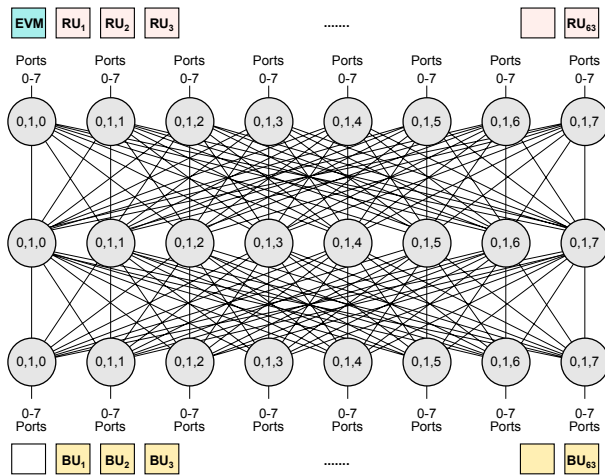 EVM RU1 RU2 RU3 ....... RU63
Ports Ports Ports Ports Ports Ports Ports Ports
0-7 0-7 0-7 0-7 0-7 0-7 0-7 0-7
0,1,0 0,1,1 0,1,2 0,1,3 0,1,4 0,1,5 0,1,6 0,1,7
0,1,0 0,1,1 0,1,2 0,1,3 0,1,4 0,1,5 0,1,6 0,1,7
0,1,0 0,1,1 0,1,2 0,1,3 0,1,4 0,1,5 0,1,6 0,1,7
0-7 0-7 0-7 0-7 0-7 0-7 0-7 0-7
Ports Ports Ports Ports Ports Ports Ports Ports
BU1 BU2 BU3 ....... BU63